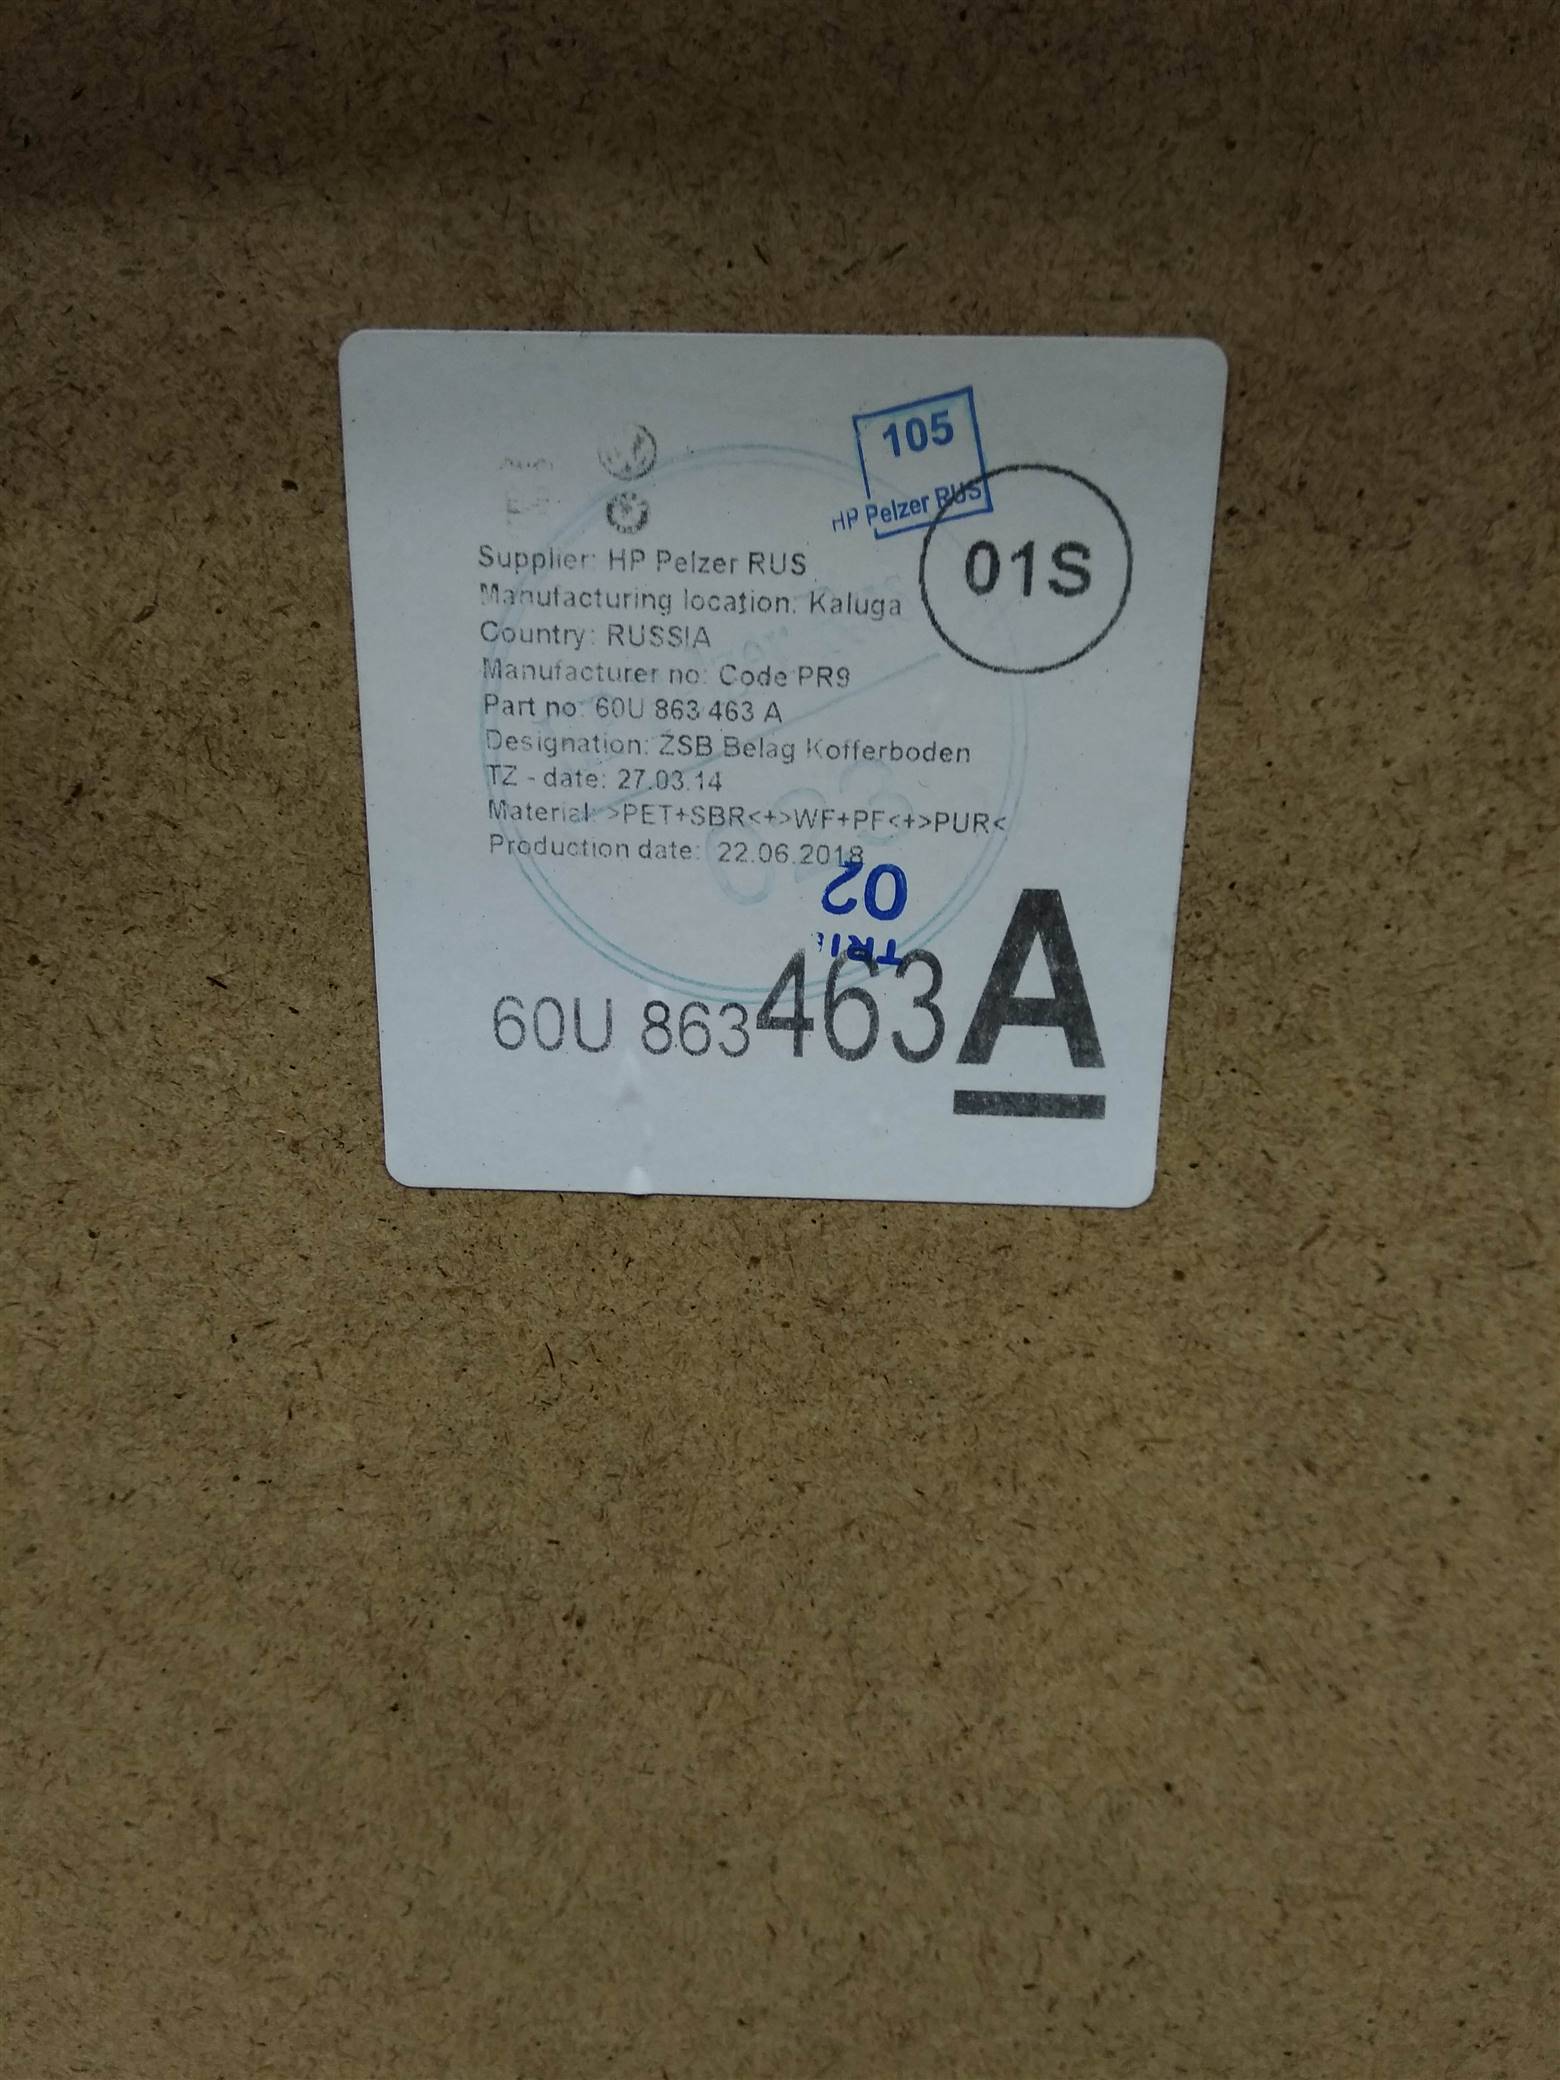 105
HP Pelzer RUS
01S
Supplier: HP Pelzer RUS
Manufacturing location: Kaluga
Country: RUSSIA
Manufacturer no: Code PR9
Part no: 60U 863 463 A
Designation: ZSB Belag Kofferboden
TZ - date: 27.03.14
Material: >PET+SBR<+>WF+PF<+>PUR<
Production date: 22.06.2018
02
60U 863 463 A